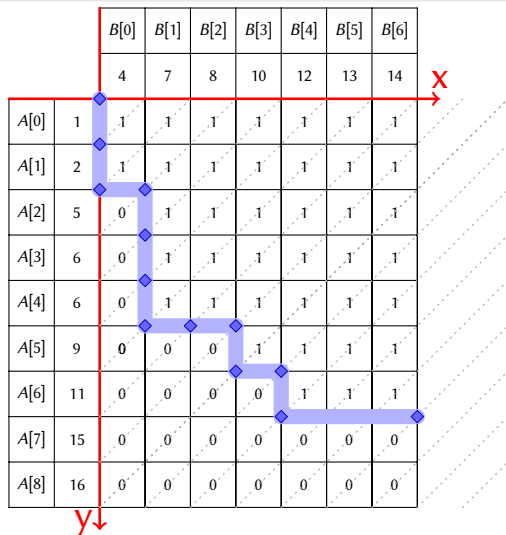 B[0] B[1] B[2] B[3] B[4] B[5] B[6]
4 7 8 10 12 13 14
x
A[0] 1 1 1 1 1 1 1 1
A[1] 2 1 1 1 1 1 1 1
A[2] 5 0 1 1 1 1 1 1
A[3] 6 0 1 1 1 1 1 1
A[4] 6 0 1 1 1 1 1 1
A[5] 9 0 0 0 1 1 1 1
A[6] 11 0 0 0 0 1 1 1
A[7] 15 0 0 0 0 0 0 0
A[8] 16 0 0 0 0 0 0 0
y